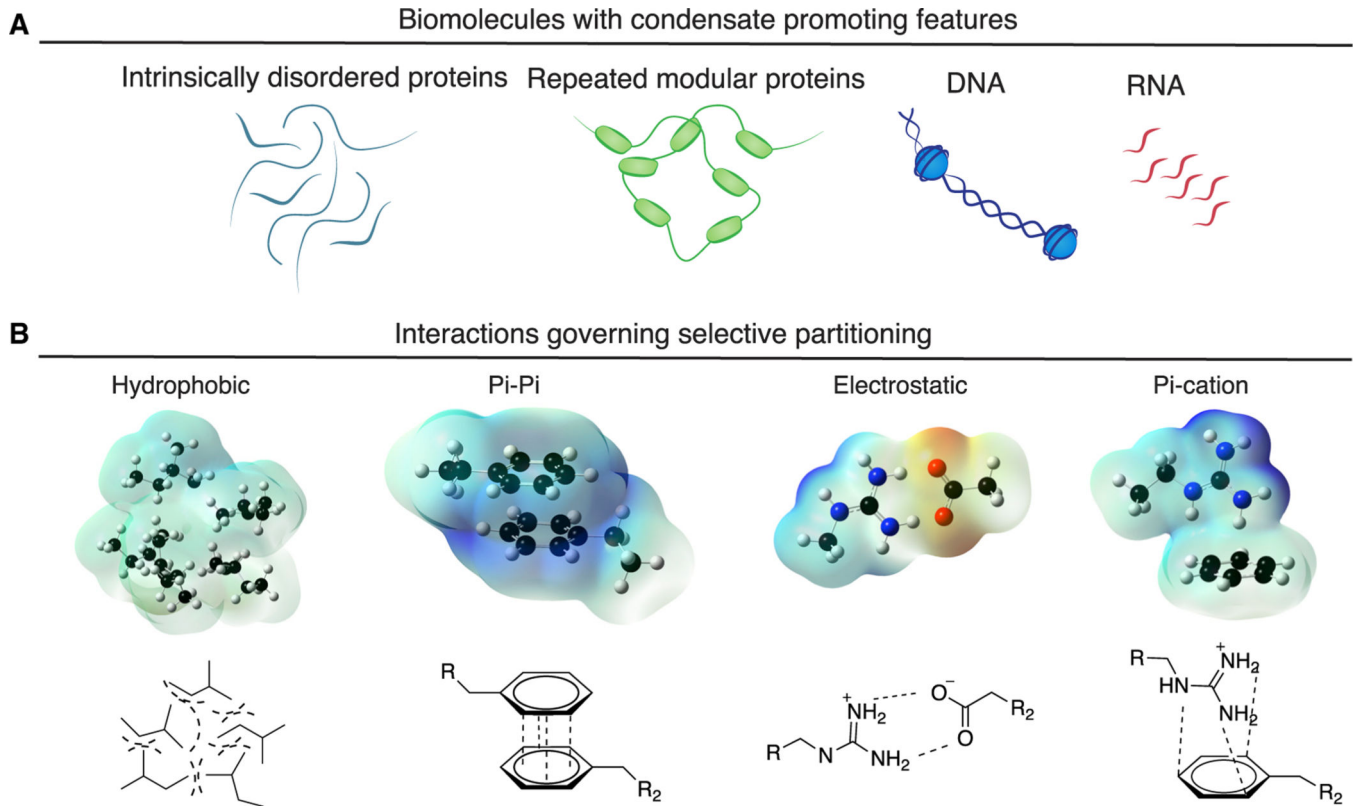 A
Biomolecules with condensate promoting features
Intrinsically disordered proteins
Repeated modular proteins
DNA
RNA
B
Interactions governing selective partitioning
Hydrophobic
Pi-Pi
Electrostatic
Pi-cation
R
R2
R
N
+
NH2
NH2
O−
O
R2
R
HN
+
NH2
NH2
R2